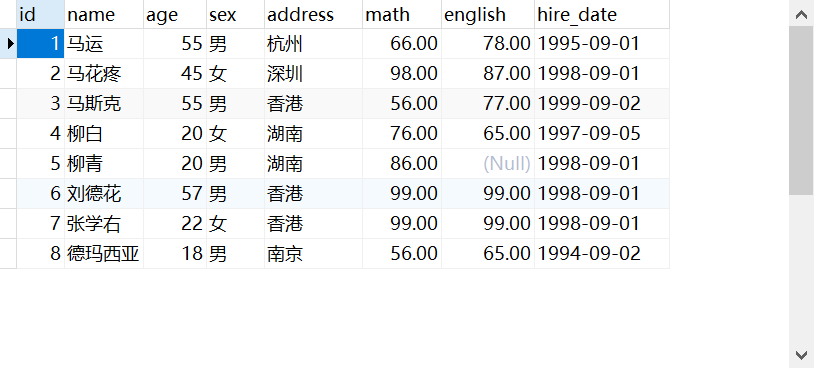 id name age sex address math english hire_date
1 马运 55 男 杭州 66.00 78.00 1995-09-01
2 马花疼 45 女 深圳 98.00 87.00 1998-09-01
3 马斯克 55 男 香港 56.00 77.00 1999-09-02
4 柳白 20 女 湖南 76.00 65.00 1997-09-05
5 柳青 20 男 湖南 86.00 (Null) 1998-09-01
6 刘德花 57 男 香港 99.00 99.00 1998-09-01
7 张学右 22 女 香港 99.00 99.00 1998-09-01
8 德玛西亚 18 男 南京 56.00 65.00 1994-09-02